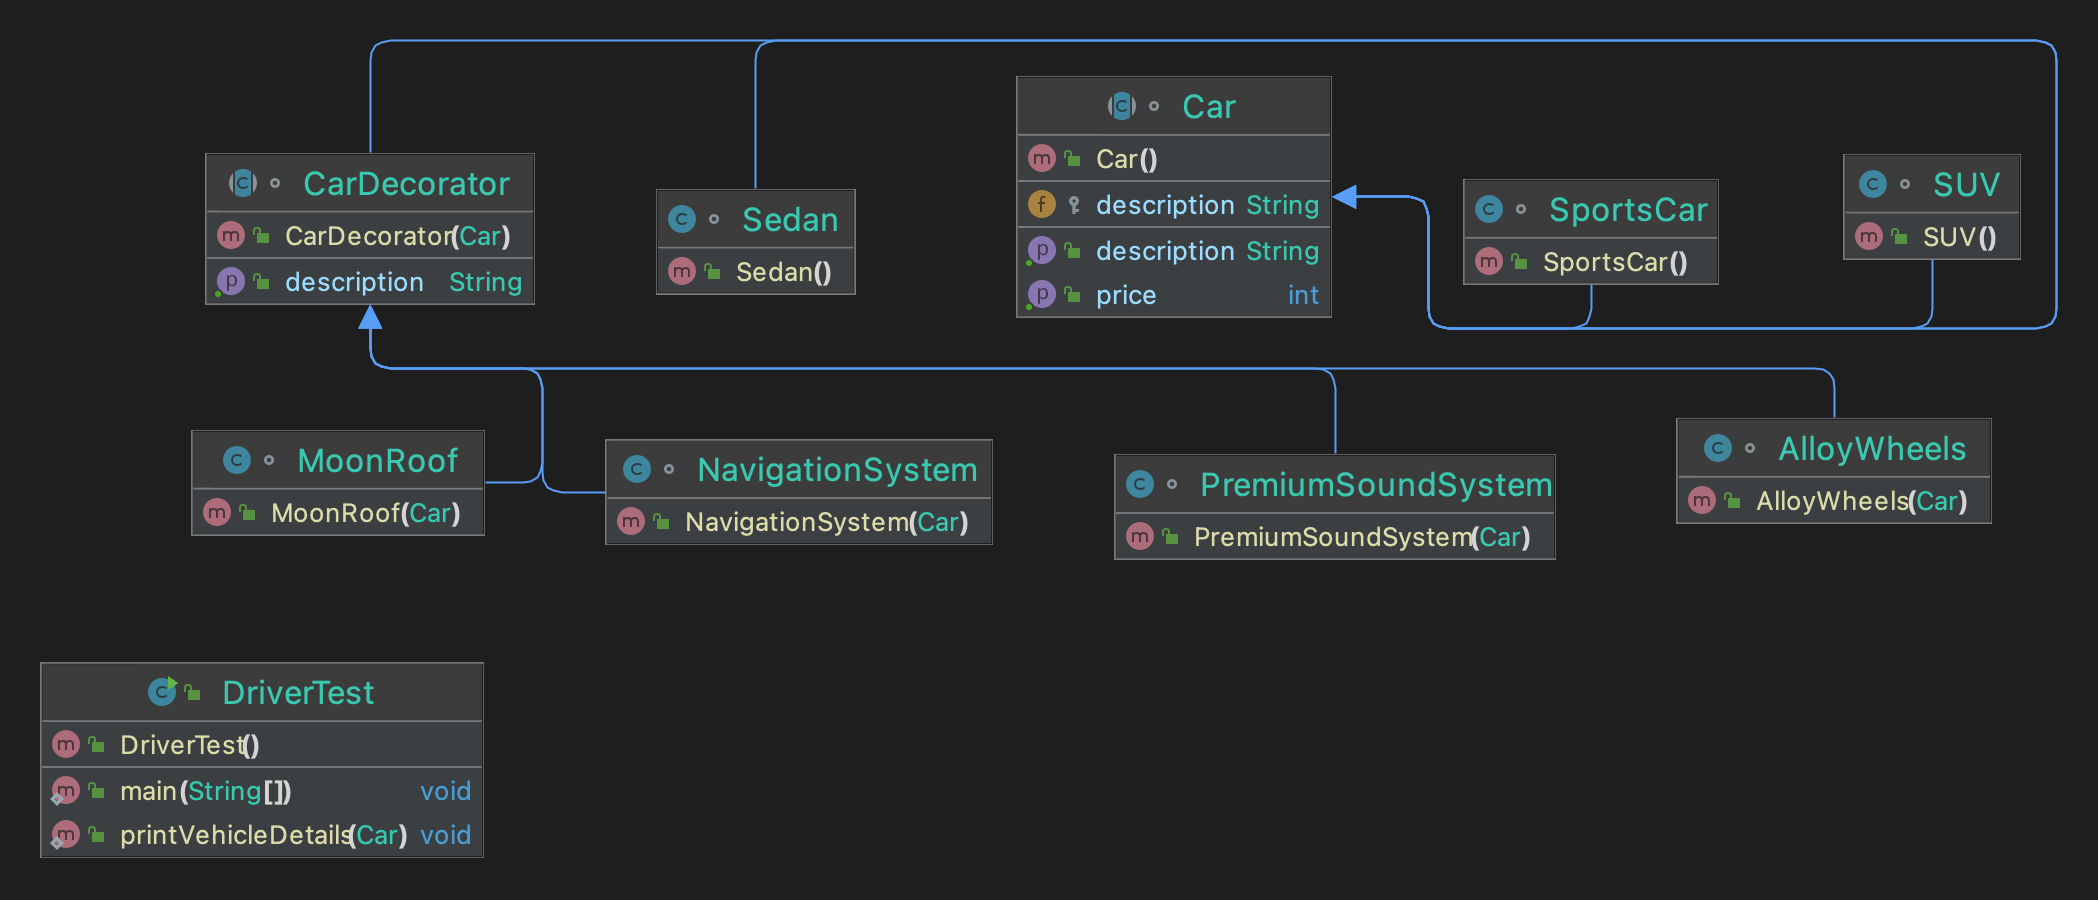 CarDecorator
CarDecorator(Car)
description String
Sedan
Sedan()
Car
Car()
description String
description String
price int
SportsCar
SportsCar()
SUV
SUV()
MoonRoof
MoonRoof(Car)
NavigationSystem
NavigationSystem(Car)
PremiumSoundSystem
PremiumSoundSystem(Car)
AlloyWheels
AlloyWheels(Car)
DriverTest
DriverTest()
main(String[]) void
printVehicleDetails(Car) void